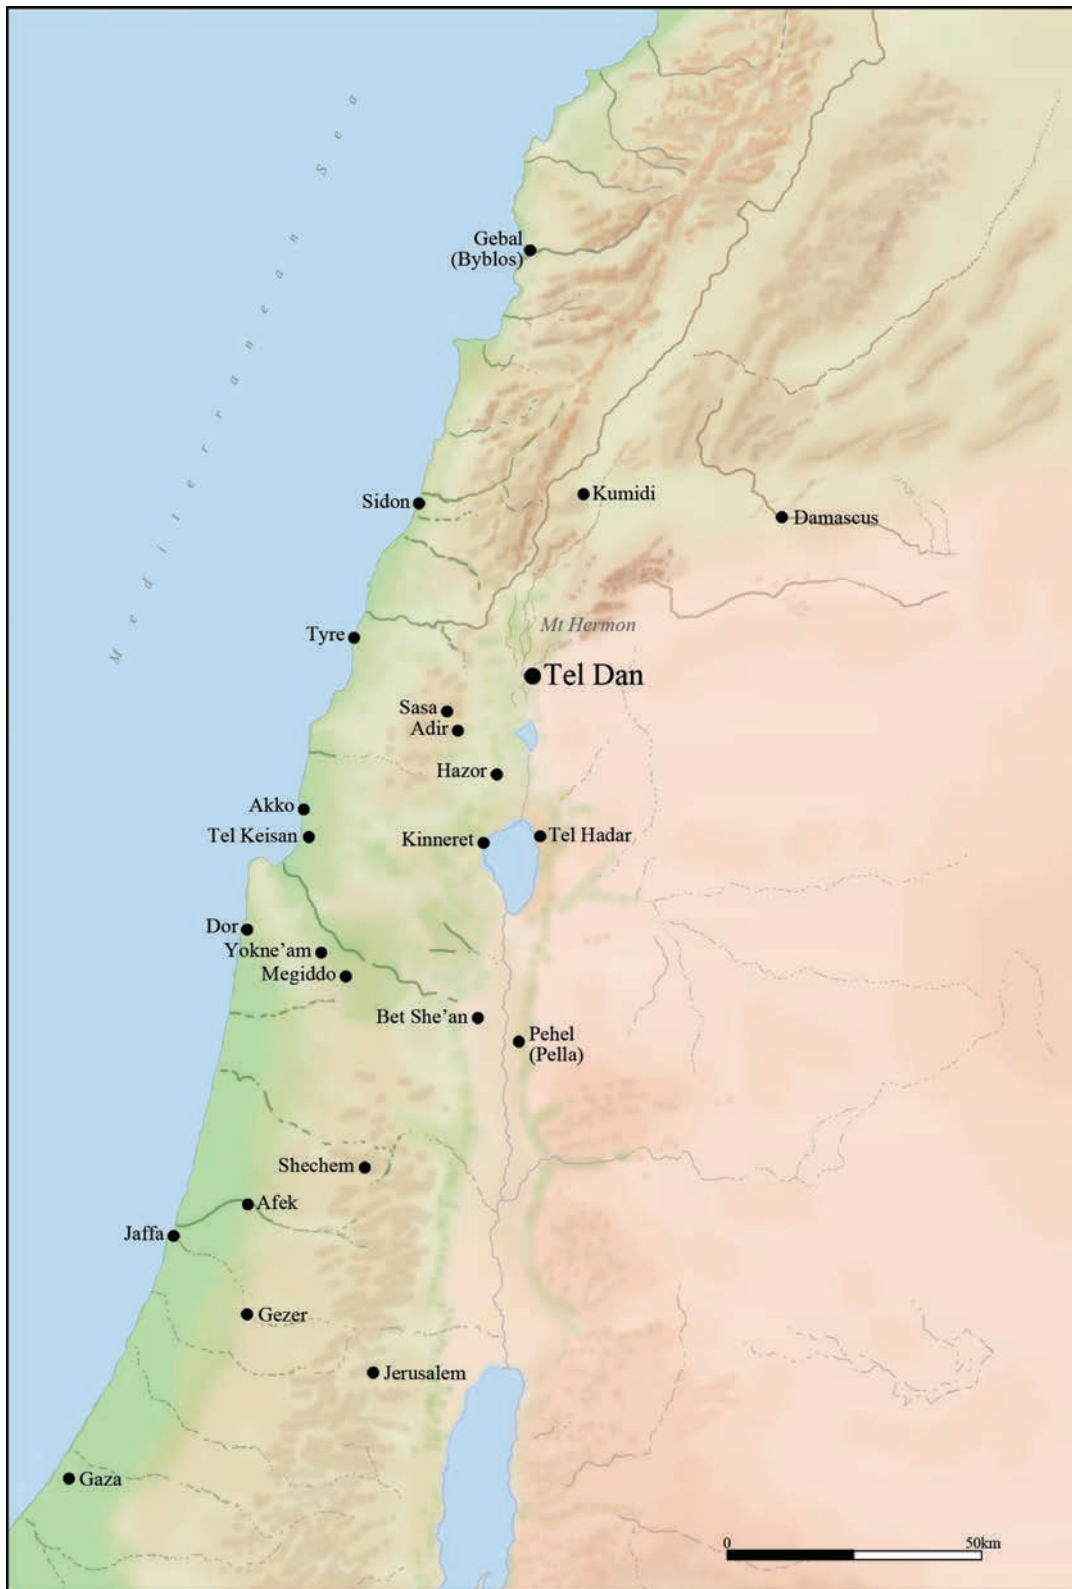 Mediterranean Sea
Gebal
(Byblos)
Kumidi
Sidon
Damascus
Mt Hermon
Tyre
Tel Dan
Sasa
Adir
Hazor
Akko
Tel Keisan
Kinneret
Tel Hadar
Dor
Yokne’am
Megiddo
Bet She’an
Pehel
(Pella)
Shechem
Afek
Jaffa
Gezer
Jerusalem
Gaza
0 50km